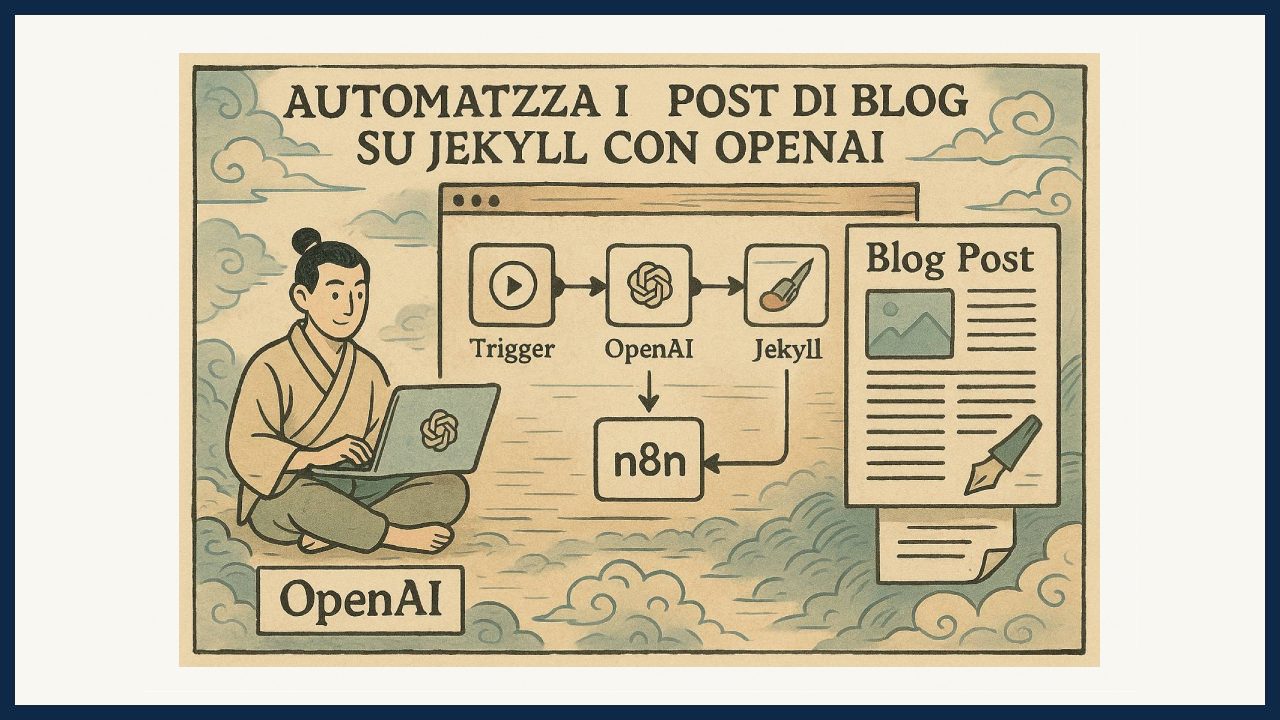 AUTOMATZZA I POST DI BLOG
SU JEKYLL CON OPENAI
Trigger
OpenAI
Jekyll
n8n
Blog Post
OpenAI